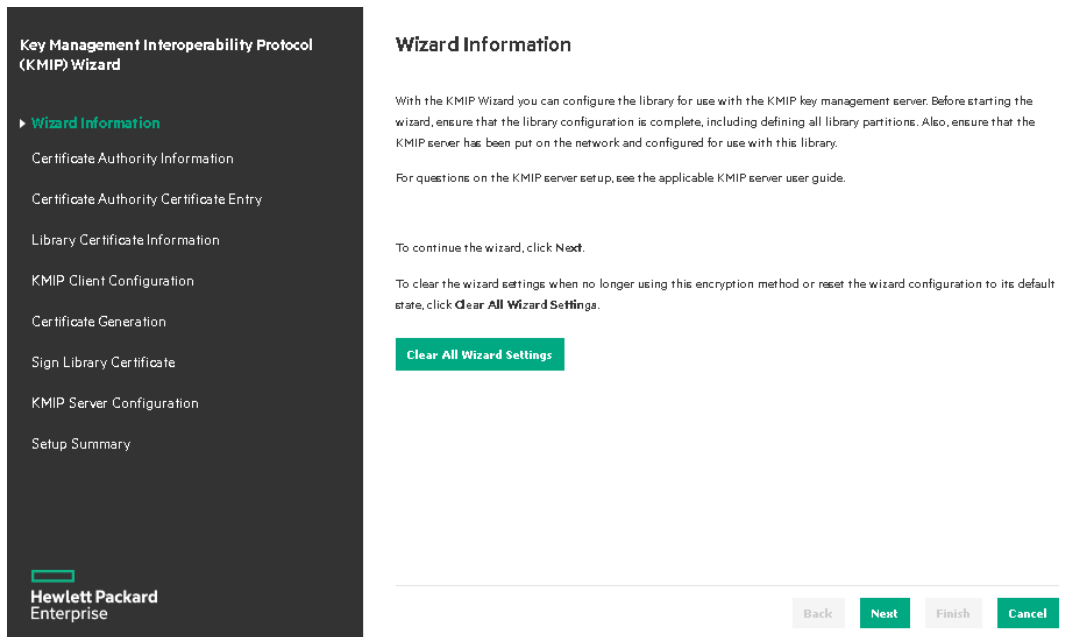 Key Management Interoperability Protocol
(KMIP) Wizard
Wizard Information
Certificate Authority Information
Certificate Authority Certificate Entry
Library Certificate Information
KMIP Client Configuration
Certificate Generation
Sign Library Certificate
KMIP Server Configuration
Setup Summary
Hewlett Packard
Enterprise
Wizard Information
With the KMIP Wizard you can configure the library for use with the KMIP key management server. Before starting the
wizard, ensure that the library configuration is complete, including defining all library partitions. Also, ensure that the
KMIP server has been put on the network and configured for use with this library.
For questions on the KMIP server setup, see the applicable KMIP server user guide.
To continue the wizard, click Next.
To clear the wizard settings when no longer using this encryption method or reset the wizard configuration to its default
state, click Clear All Wizard Settings.
Clear All Wizard Settings
Back
Next
Finish
Cancel